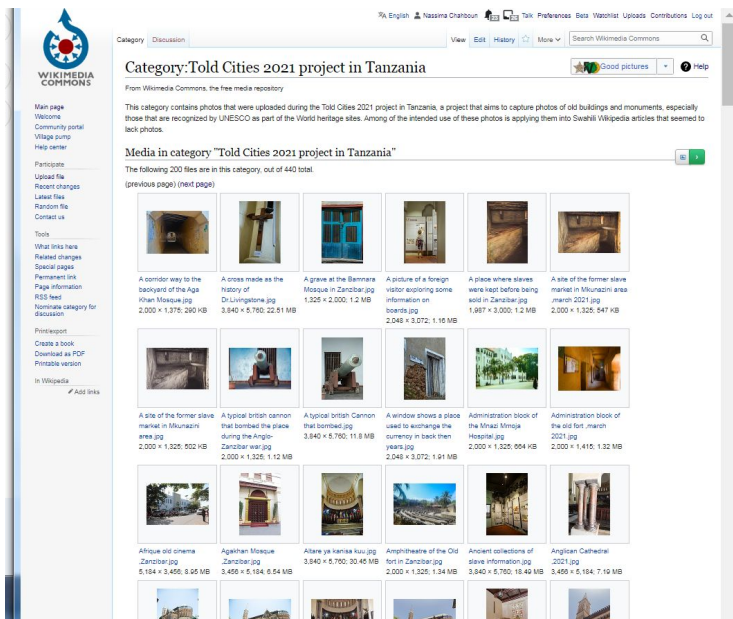 English Nassima Chahboun Talk Preferences Beta Watchlist Uploads Contributions Log out
WIKIMEDIA
COMMONS
Category Discussion View Edit History More Search Wikimedia Commons
Category:Told Cities 2021 project in Tanzania Good pictures Help
From Wikimedia Commons, the free media repository
This category contains photos that were uploaded during the Told Cities 2021 project in Tanzania, a project that aims to capture photos of old buildings and monuments, especially
those that are recognized by UNESCO as part of the World heritage sites. Among of the intended use of these photos is applying them into Swahili Wikipedia articles that seemed to
lack photos.
Main page
Welcome
Community portal
Village pump
Help center
Participate
Upload file
Recent changes
Latest files
Random file
Contact us
Tools
What links here
Related changes
Special pages
Permanent link
Page information
RSS feed
Nominate category for
discussion
Print/export
Create a book
Download as PDF
Printable version
In Wikipedia
Add links
Media in category "Told Cities 2021 project in Tanzania"
The following 200 files are in this category, out of 440 total.
(previous page) (next page)
A corridor way to the
backyard of the Aga
Khan Mosque.jpg
2,000 × 1,375; 290 KB
A cross made as the
history of
Dr.Livingstone.jpg
3,840 × 5,760; 22.51 MB
A grave at the Bamnara
Mosque in Zanzibar.jpg
1,325 × 2,000; 1.2 MB
A picture of a foreign
visitor exploring some
information on
boards.jpg
2,048 × 3,072; 1.16 MB
A place where slaves
were kept before being
sold in Zanzibar.jpg
1,987 × 3,000; 1.2 MB
A site of the former slave
market in Mkunazini area
.march 2021.jpg
2,000 × 1,325; 547 KB
A site of the former slave
market in Mkunazini
area.jpg
2,000 × 1,325; 502 KB
A typical british cannon
that bombed the place
during the Anglo-
Zanzibar war.jpg
2,000 × 1,325; 1.12 MB
A typical british Cannon
that bombed.jpg
3,840 × 5,760; 11.8 MB
A window shows a place
used to exchange the
currency in back then
years.jpg
2,048 × 3,072; 1.91 MB
Administration block of
the Mnazi Mmoja
Hospital.jpg
2,000 × 1,325; 664 KB
Administration block of
the old fort ,march
2021.jpg
2,000 × 1,415; 1.32 MB
Afrique old cinema
.Zanzibar.jpg
5,184 × 3,456; 8.95 MB
Agakhan Mosque
.Zanzibar.jpg
3,456 × 5,184; 6.54 MB
Altare ya kanisa kuu.jpg
3,840 × 5,760; 30.45 MB
Amphitheatre of the Old
fort in Zanzibar.jpg
2,000 × 1,325; 1.34 MB
Ancient collections of
slave information.jpg
3,840 × 5,760; 18.49 MB
Anglican Cathedral
.2021.jpg
3,456 × 5,184; 7.19 MB